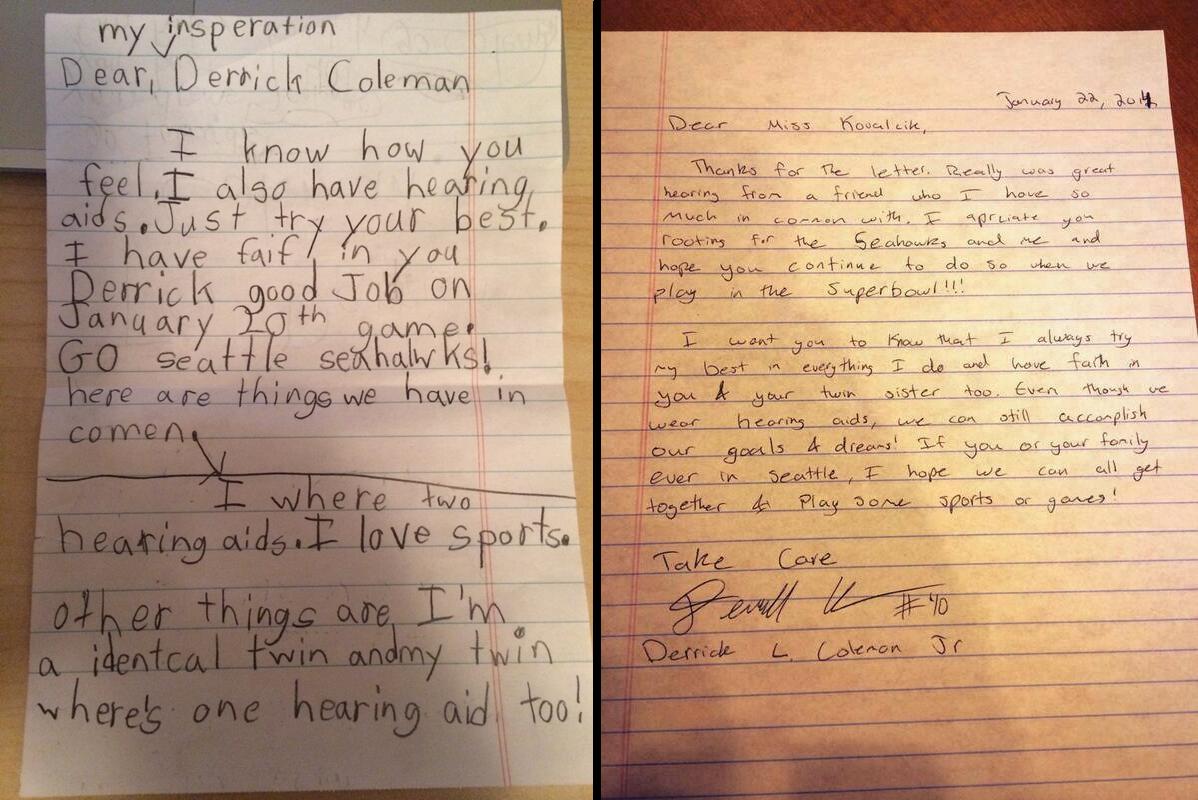 my insperation
Dear, Derrick Coleman
I know how you
feel. I also have hearing
aids. Just try your best.
I have faif in you
Derrick good Job on
January 20th game.
GO seattle seahalwks!
here are things we have in
comen.
I where two
hearing aids. I love sports.
other things are I'm
a identcal twin andmy twin
where's one hearing aid too!
January 22, 2014
Dear Miss Kovalcik,
Thanks for the letter. Really was great
hearing from a friend who I have so
much in common with. I aprciate you
rooting for the Seahawks and me and
hope you continue to do so when we
play in the Superbowl!!!
I want you to know that I always try
my best in everything I do and have faith in
you & your twin sister too. Even though we
wear hearing aids, we can still accomplish
our goals & dreams! If you or your family
ever in seattle, I hope we can all get
together & Play some sports or games!
Take Care
#40
Derrick L. Coleman Jr